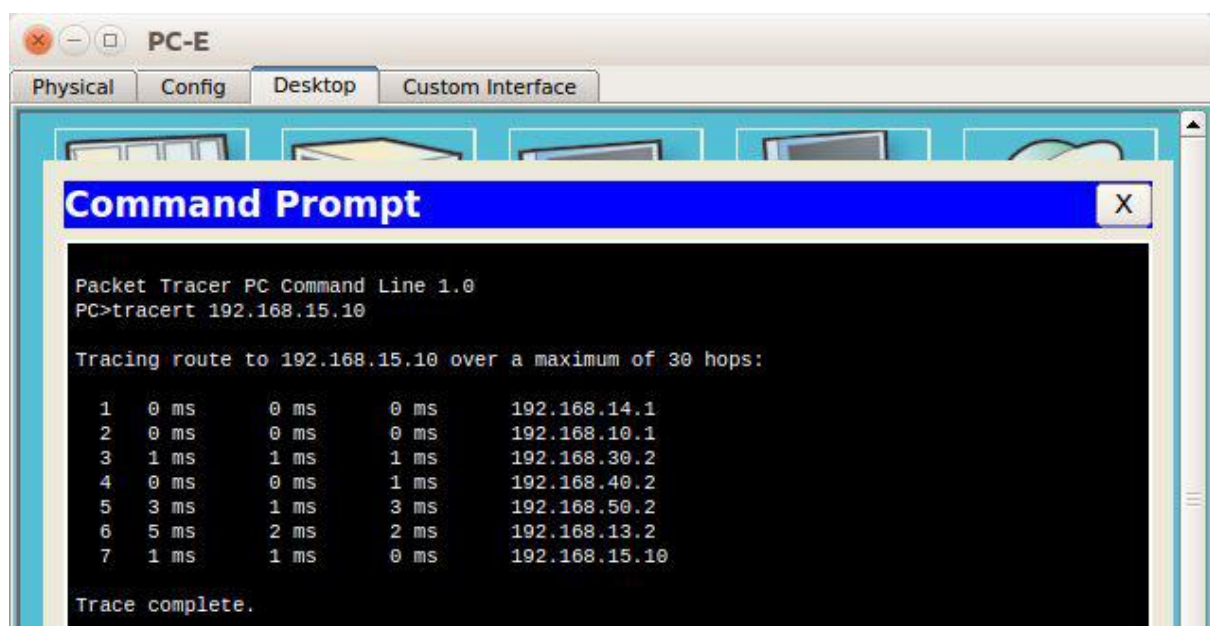 PC-E
Physical Config Desktop Custom Interface
Command Prompt X
Packet Tracer PC Command Line 1.0
PC>tracert 192.168.15.10
Tracing route to 192.168.15.10 over a maximum of 30 hops:
1 0 ms 0 ms 0 ms 192.168.14.1
2 0 ms 0 ms 0 ms 192.168.10.1
3 1 ms 1 ms 1 ms 192.168.30.2
4 0 ms 0 ms 1 ms 192.168.40.2
5 3 ms 1 ms 3 ms 192.168.50.2
6 5 ms 2 ms 2 ms 192.168.13.2
7 1 ms 1 ms 0 ms 192.168.15.10
Trace complete.